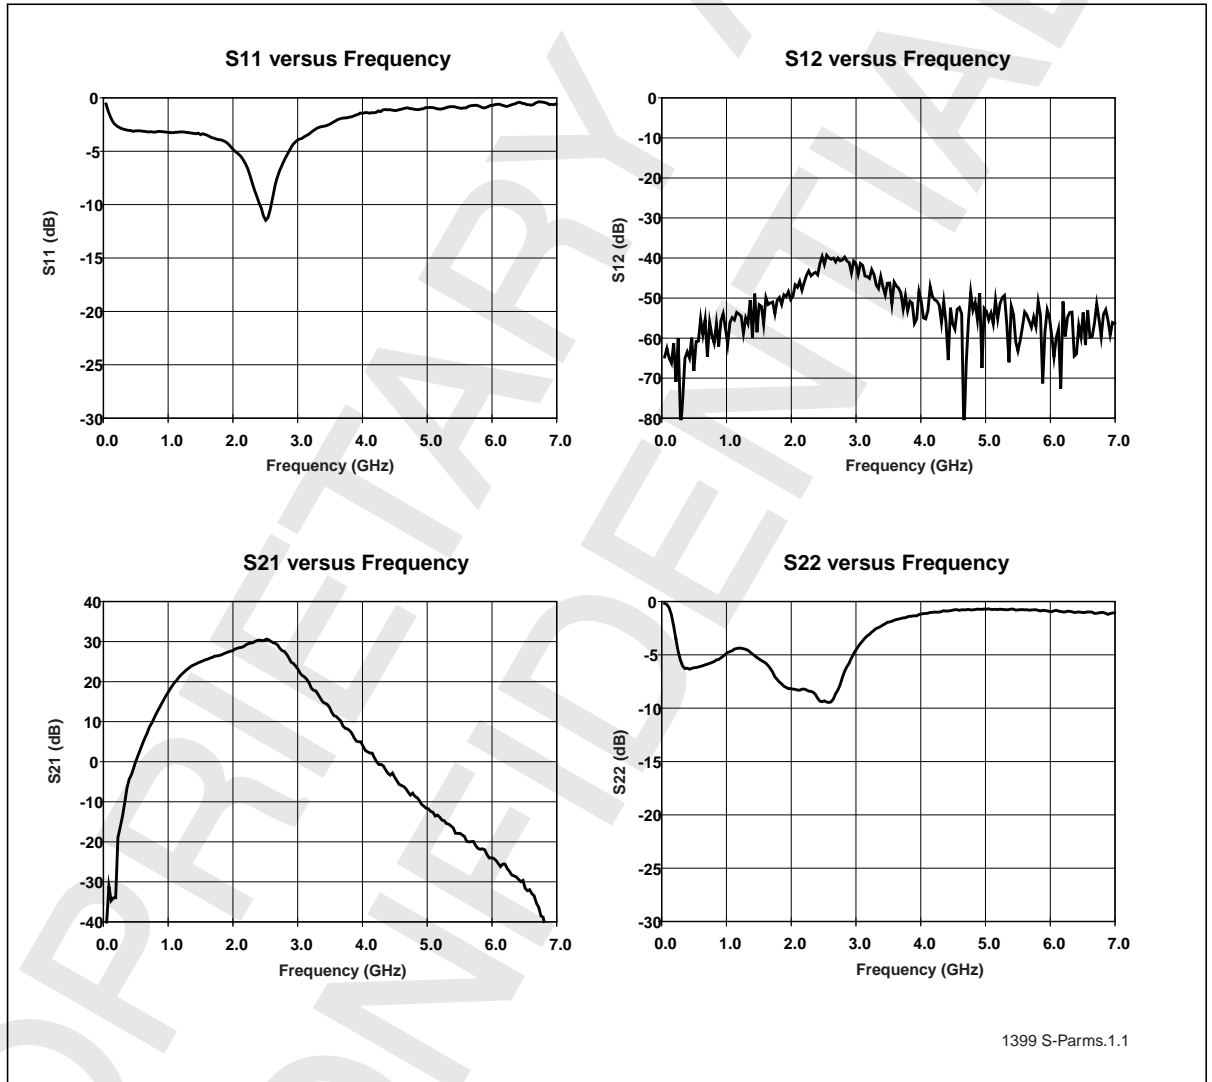 S11 versus Frequency
0
-5
-10
-15
-20
-25
-30
S11 (dB)
0.0 1.0 2.0 3.0 4.0 5.0 6.0 7.0
Frequency (GHz)
S12 versus Frequency
0
-10
-20
-30
-40
-50
-60
-70
-80
S12 (dB)
0.0 1.0 2.0 3.0 4.0 5.0 6.0 7.0
Frequency (GHz)
S21 versus Frequency
40
30
20
10
0
-10
-20
-30
-40
S21 (dB)
0.0 1.0 2.0 3.0 4.0 5.0 6.0 7.0
Frequency (GHz)
S22 versus Frequency
0
-5
-10
-15
-20
-25
-30
S22 (dB)
0.0 1.0 2.0 3.0 4.0 5.0 6.0 7.0
Frequency (GHz)
1399 S-Parms.1.1
OPRIETARY A
ONFIDENTIAL